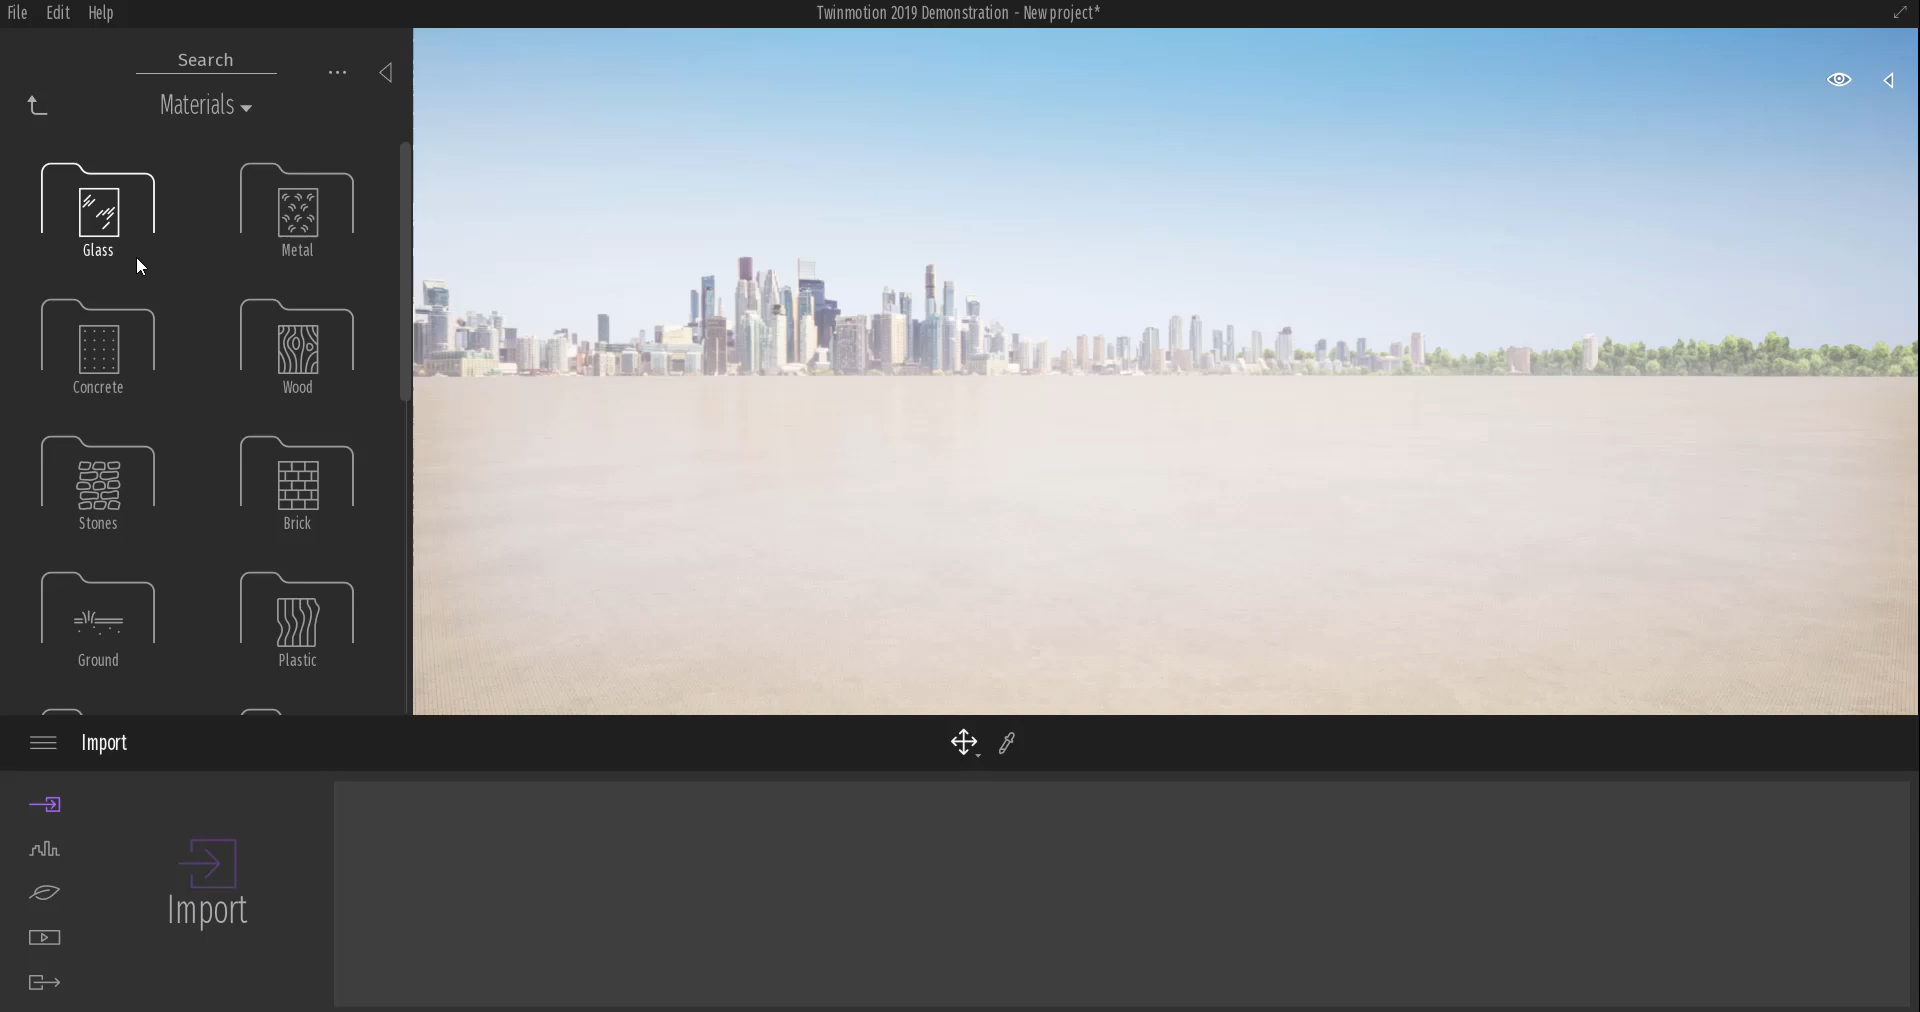 File Edit Help
Twinmotion 2019 Demonstration - New project*
Search
Materials
Glass
Metal
Concrete
Wood
Stones
Brick
Ground
Plastic
Import
Import